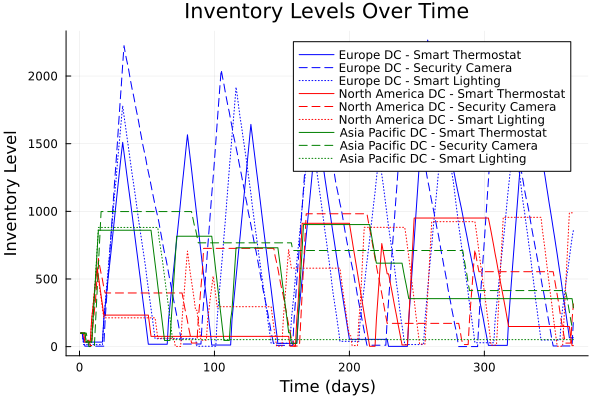 Inventory Levels Over Time
Inventory Level
2000
1500
1000
500
0
Europe DC - Smart Thermostat
Europe DC - Security Camera
Europe DC - Smart Lighting
North America DC - Smart Thermostat
North America DC - Security Camera
North America DC - Smart Lighting
Asia Pacific DC - Smart Thermostat
Asia Pacific DC - Security Camera
Asia Pacific DC - Smart Lighting
0 100 200 300
Time (days)